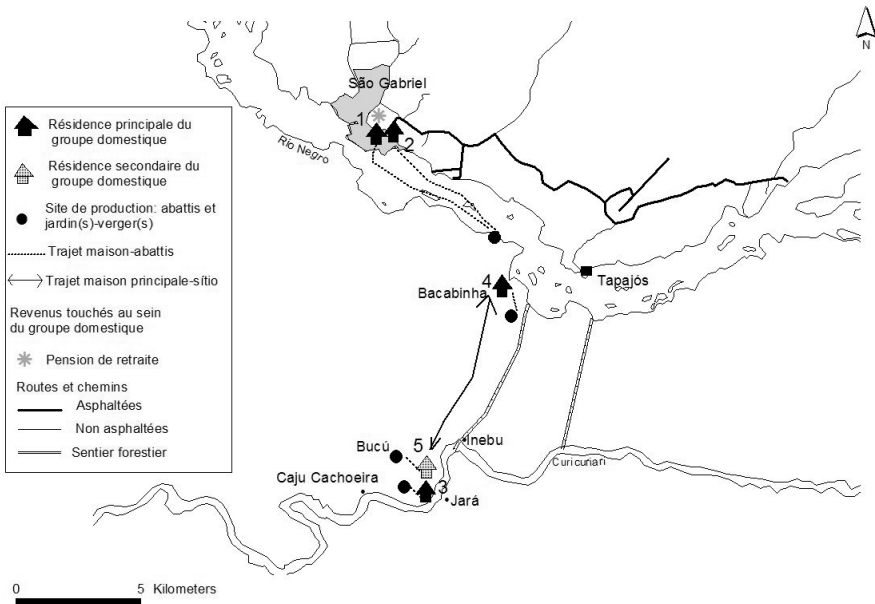 N
São Gabriel
1
2
Rio Negro
Résidence principale du
groupe domestique
Résidence secondaire du
groupe domestique
Site de production: abattis et
jardin(s)-verger(s)
Trajet maison-abattis
Trajet maison principale-sítio
Revenus touchés au sein
du groupe domestique
Pension de retraite
Routes et chemins
Asphaltées
Non asphaltées
Sentier forestier
4
Bacabinha
Tapajós
Bucú
5
Inebu
Curicuriari
Caju Cachoeira
3
Jará
0 5 Kilometers